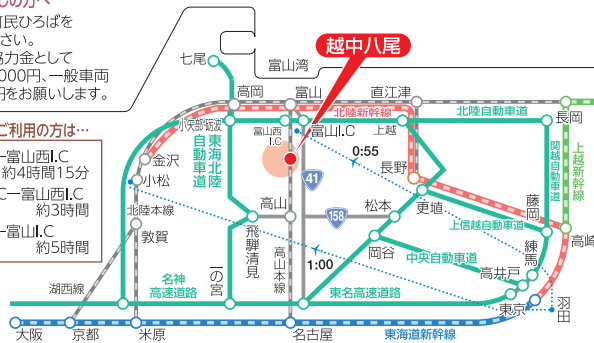 しの方へ
町民ひろばを
さい。
協力金として
000円、一般車両
円をお願いします。
ご利用の方は…
ー富山西I.C
約4時間15分
Cー富山西I.C
約3時間
ー富山I.C
約5時間
越中八尾
七尾
富山湾
高岡
富山
直江津
北陸新幹線
北陸自動車道
長岡
小矢部砺波
富山西
I.C
富山I.C
上越
東海北陸
自動車道
関越自動車道
上越新幹線
金沢
小松
0:55
長野
41
北陸本線
高山
158
松本
更埴
藤岡
上信越自動車道
高崎
敦賀
飛騨清見
高山本線
岡谷
練馬
中央自動車道
1:00
高井戸
湖西線
名神
高速道路
一の宮
東名高速道路
東京
羽田
大阪
京都
米原
名古屋
東海道新幹線